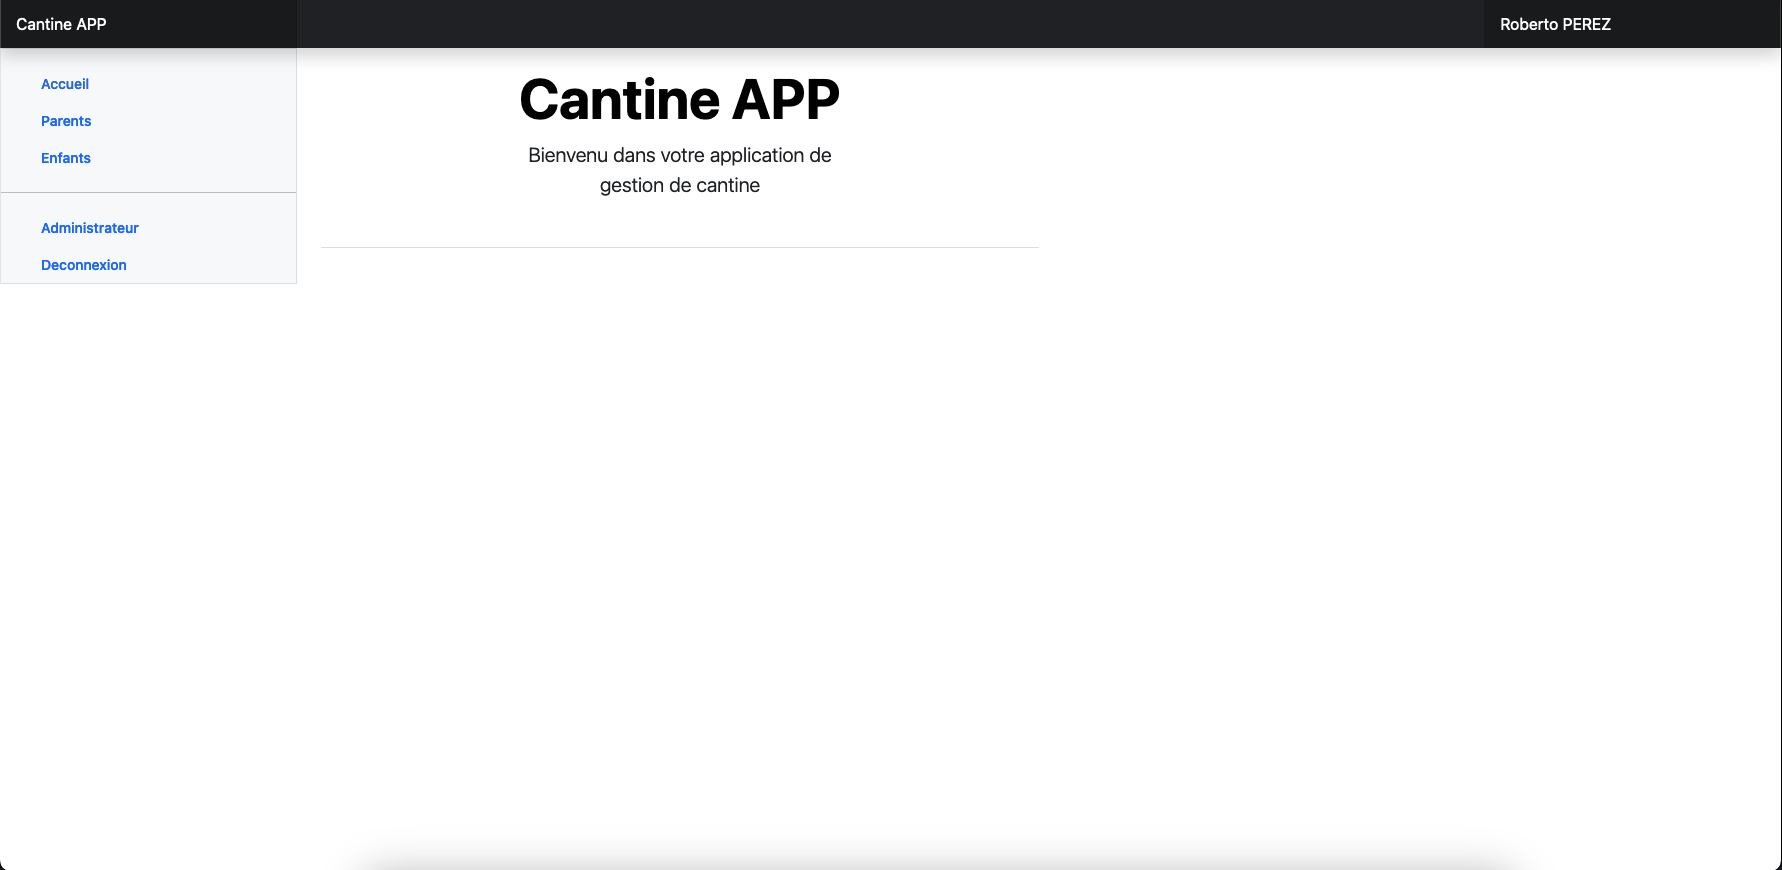 Cantine APP
Roberto PEREZ
Accueil
Parents
Enfants
Administrateur
Deconnexion
Cantine APP
Bienvenu dans votre application de
gestion de cantine